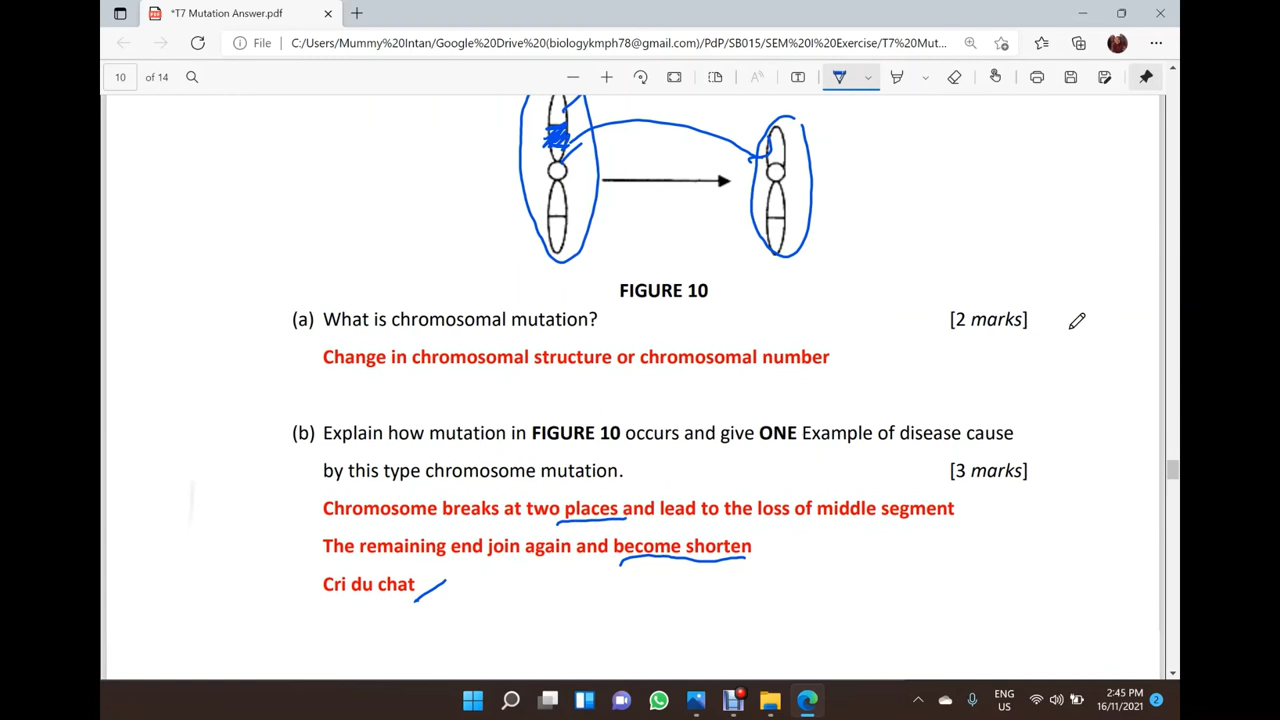 *T7 Mutation Answer.pdf
File
C:/Users/Mummy%20Intan/Google%20Drive%20(biologykmph78@gmail.com)/PdP/SB015/SEM%20I%20Exercise/T7%20Mut...
10 of 14
FIGURE 10
(a) What is chromosomal mutation? [2 marks]
Change in chromosomal structure or chromosomal number
(b) Explain how mutation in FIGURE 10 occurs and give ONE Example of disease cause
by this type chromosome mutation. [3 marks]
Chromosome breaks at two places and lead to the loss of middle segment
The remaining end join again and become shorten
Cri du chat
ENG
US
2:45 PM
16/11/2021
2